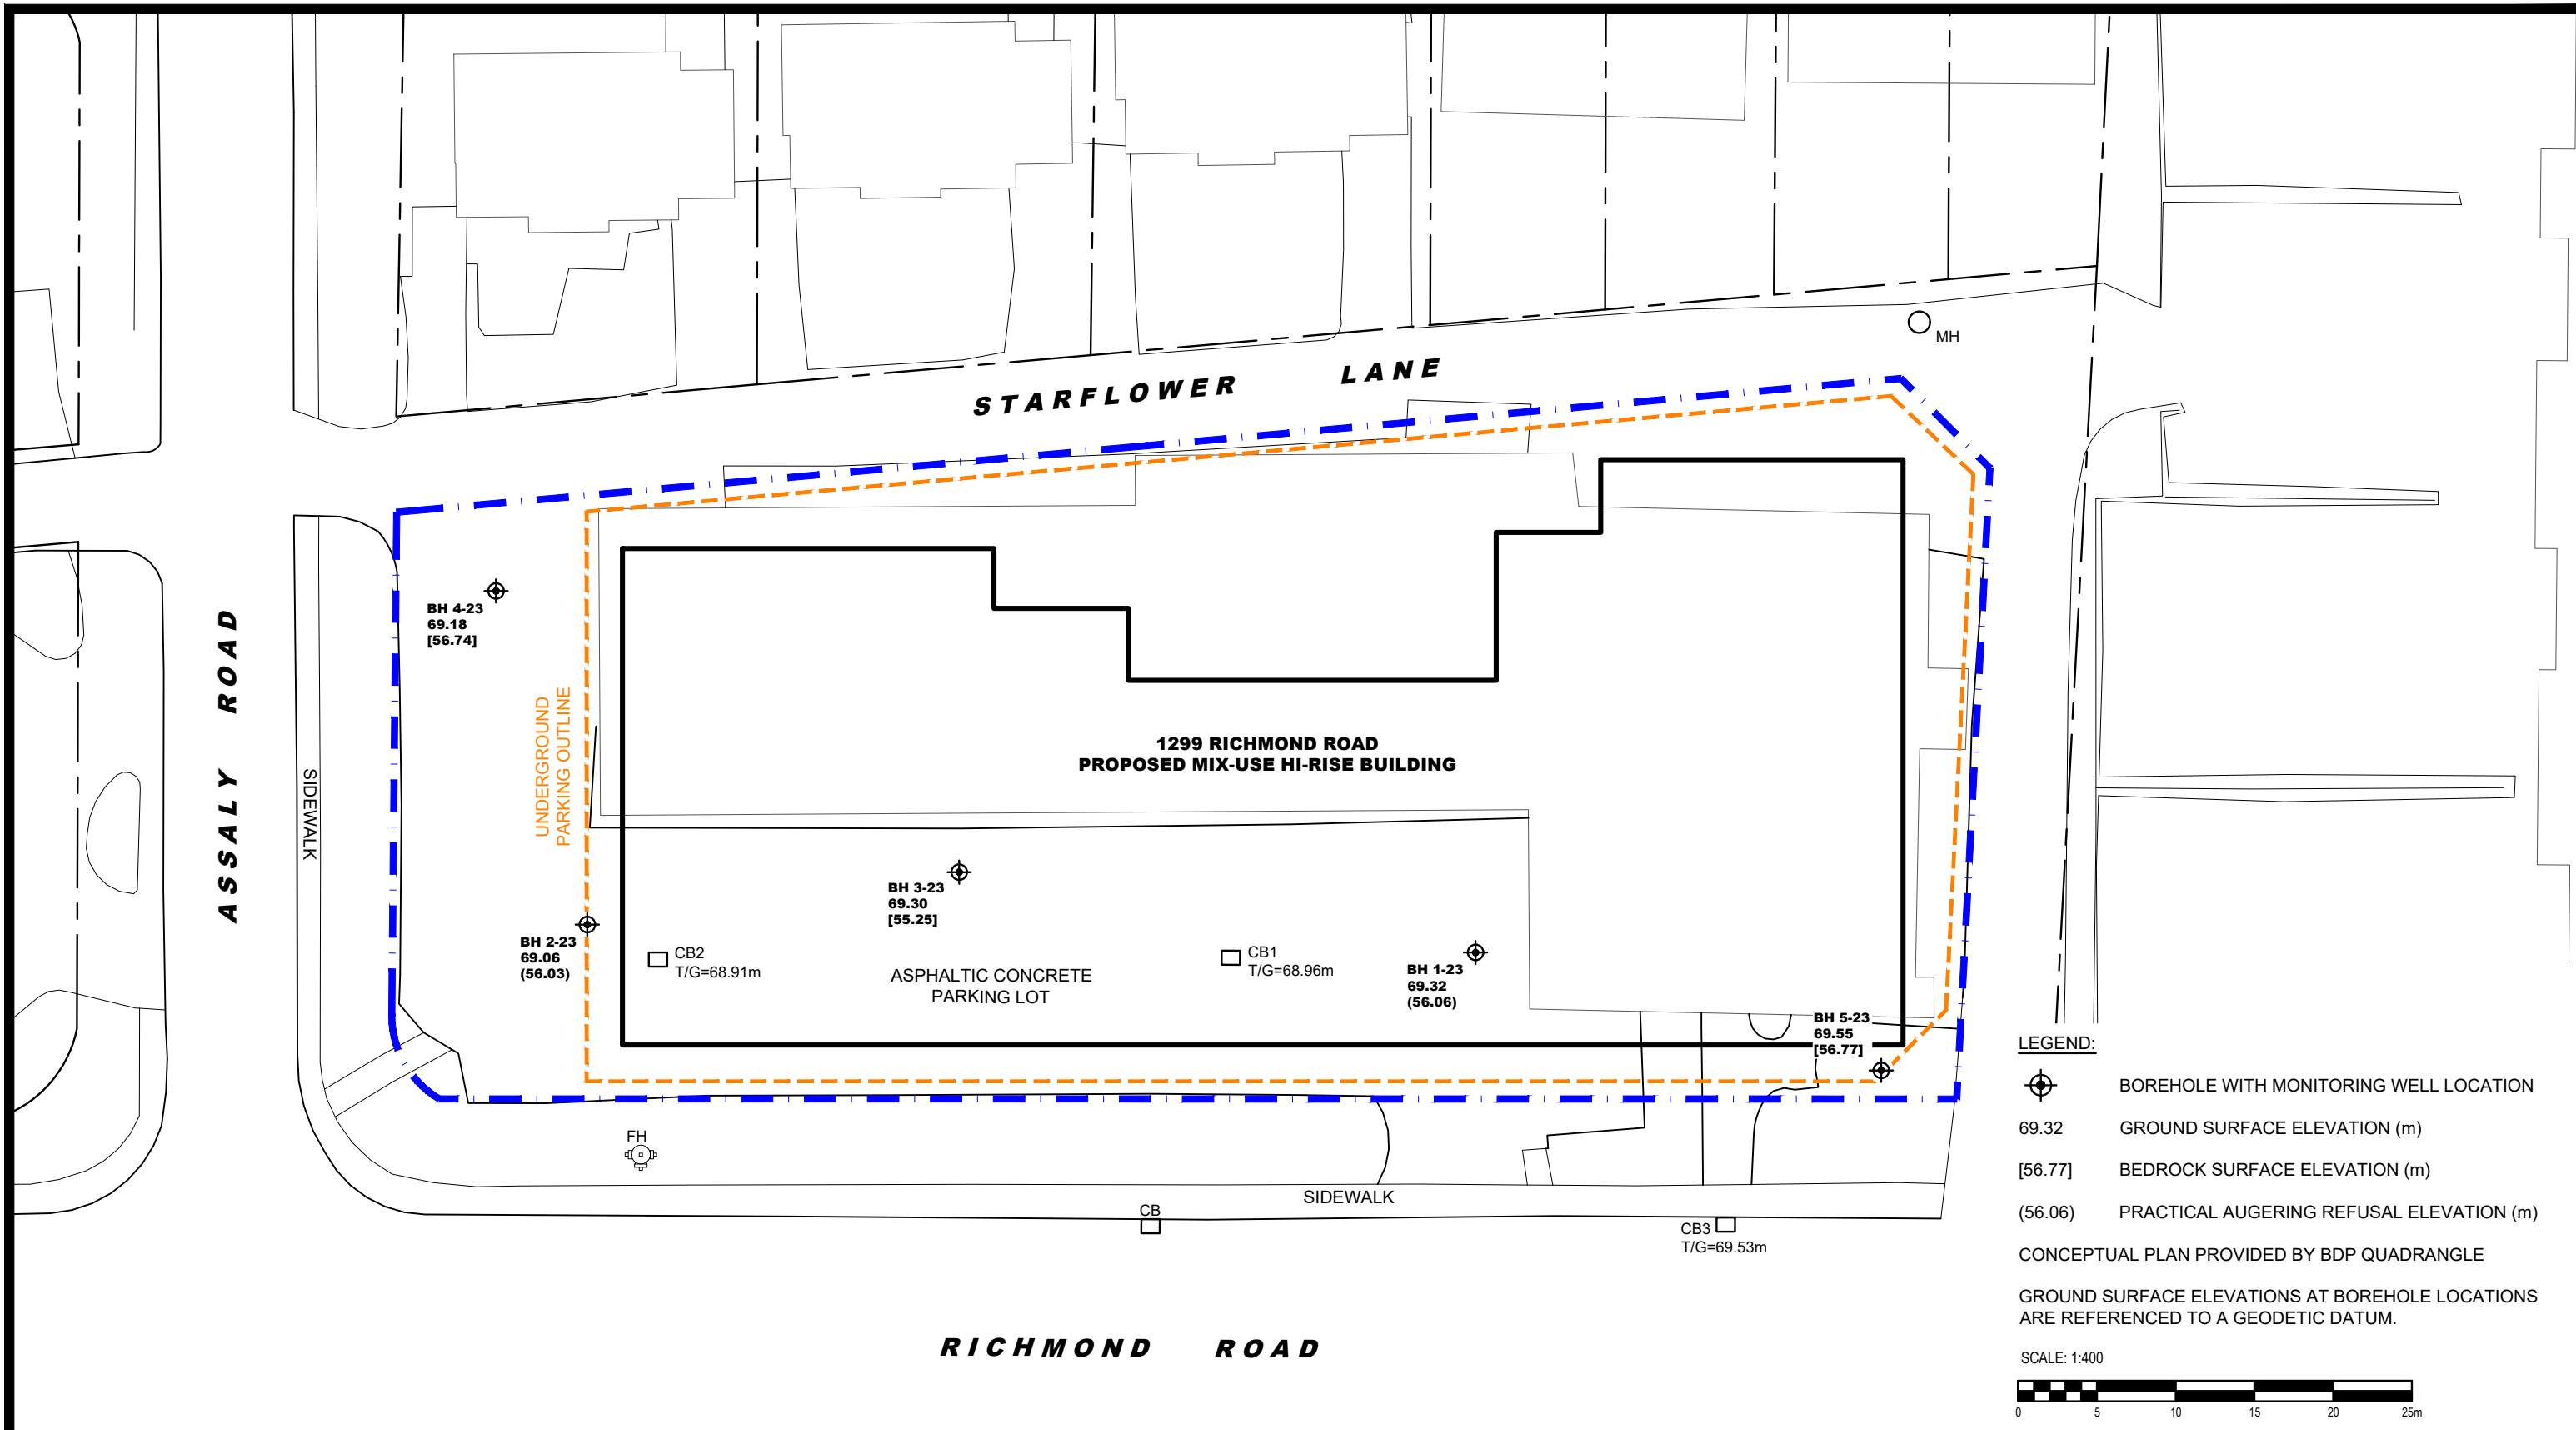 MH
STARFLOWER LANE
BH 4-23
69.18
[56.74]
ASSALY ROAD
SIDEWALK
UNDERGROUND
PARKING OUTLINE
1299 RICHMOND ROAD
PROPOSED MIX-USE HI-RISE BUILDING
BH 3-23
69.30
[55.25]
BH 2-23
69.06
(56.03)
CB2
T/G=68.91m
ASPHALTIC CONCRETE
PARKING LOT
CB1
T/G=68.96m
BH 1-23
69.32
(56.06)
BH 5-23
69.55
[56.77]
FH
SIDEWALK
CB
CB3
T/G=69.53m
RICHMOND ROAD
LEGEND:
BOREHOLE WITH MONITORING WELL LOCATION
69.32 GROUND SURFACE ELEVATION (m)
[56.77] BEDROCK SURFACE ELEVATION (m)
(56.06) PRACTICAL AUGERING REFUSAL ELEVATION (m)
CONCEPTUAL PLAN PROVIDED BY BDP QUADRANGLE
GROUND SURFACE ELEVATIONS AT BOREHOLE LOCATIONS
ARE REFERENCED TO A GEODETIC DATUM.
SCALE: 1:400
0 5 10 15 20 25m